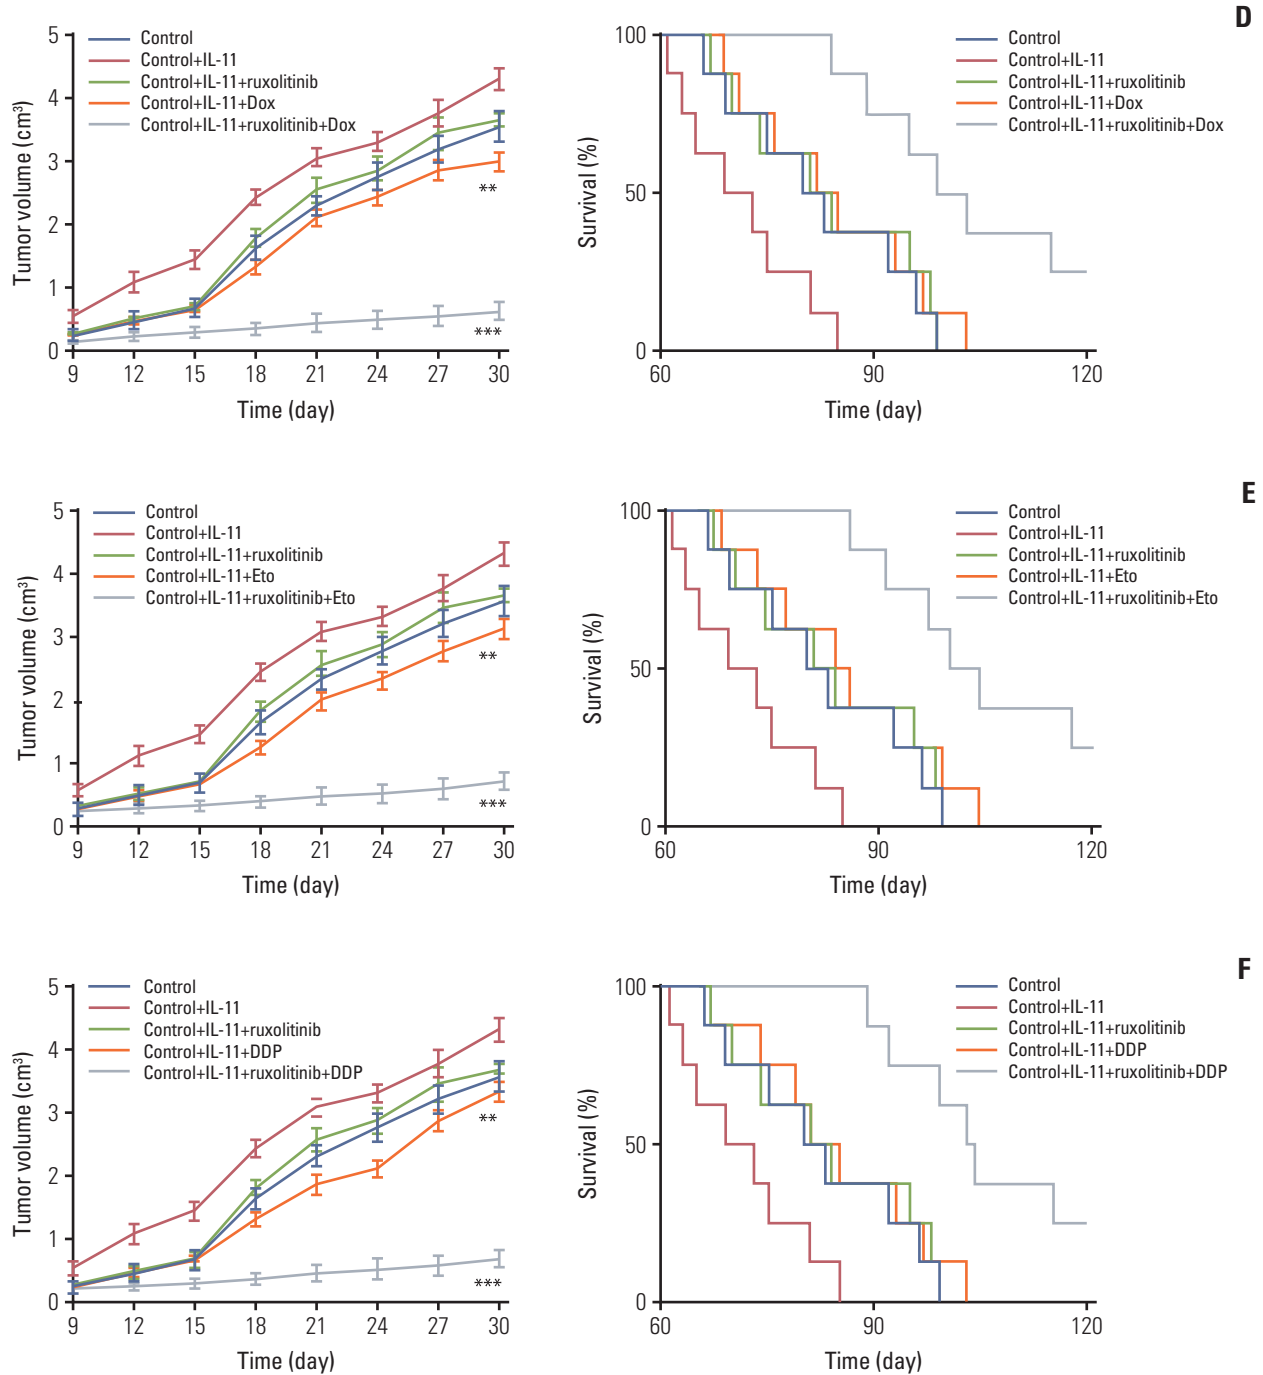 D
Tumor volume (cm³)
5
4
3
2
1
0
Control
Control+IL-11
Control+IL-11+ruxolitinib
Control+IL-11+Dox
Control+IL-11+ruxolitinib+Dox
**
***
9 12 15 18 21 24 27 30
Time (day)
Survival (%)
100
50
0
Control
Control+IL-11
Control+IL-11+ruxolitinib
Control+IL-11+Dox
Control+IL-11+ruxolitinib+Dox
60 90 120
Time (day)
E
Tumor volume (cm³)
5
4
3
2
1
0
Control
Control+IL-11
Control+IL-11+ruxolitinib
Control+IL-11+Eto
Control+IL-11+ruxolitinib+Eto
**
***
9 12 15 18 21 24 27 30
Time (day)
Survival (%)
100
50
0
Control
Control+IL-11
Control+IL-11+ruxolitinib
Control+IL-11+Eto
Control+IL-11+ruxolitinib+Eto
60 90 120
Time (day)
F
Tumor volume (cm³)
5
4
3
2
1
0
Control
Control+IL-11
Control+IL-11+ruxolitinib
Control+IL-11+DDP
Control+IL-11+ruxolitinib+DDP
**
***
9 12 15 18 21 24 27 30
Time (day)
Survival (%)
100
50
0
Control
Control+IL-11
Control+IL-11+ruxolitinib
Control+IL-11+DDP
Control+IL-11+ruxolitinib+DDP
60 90 120
Time (day)